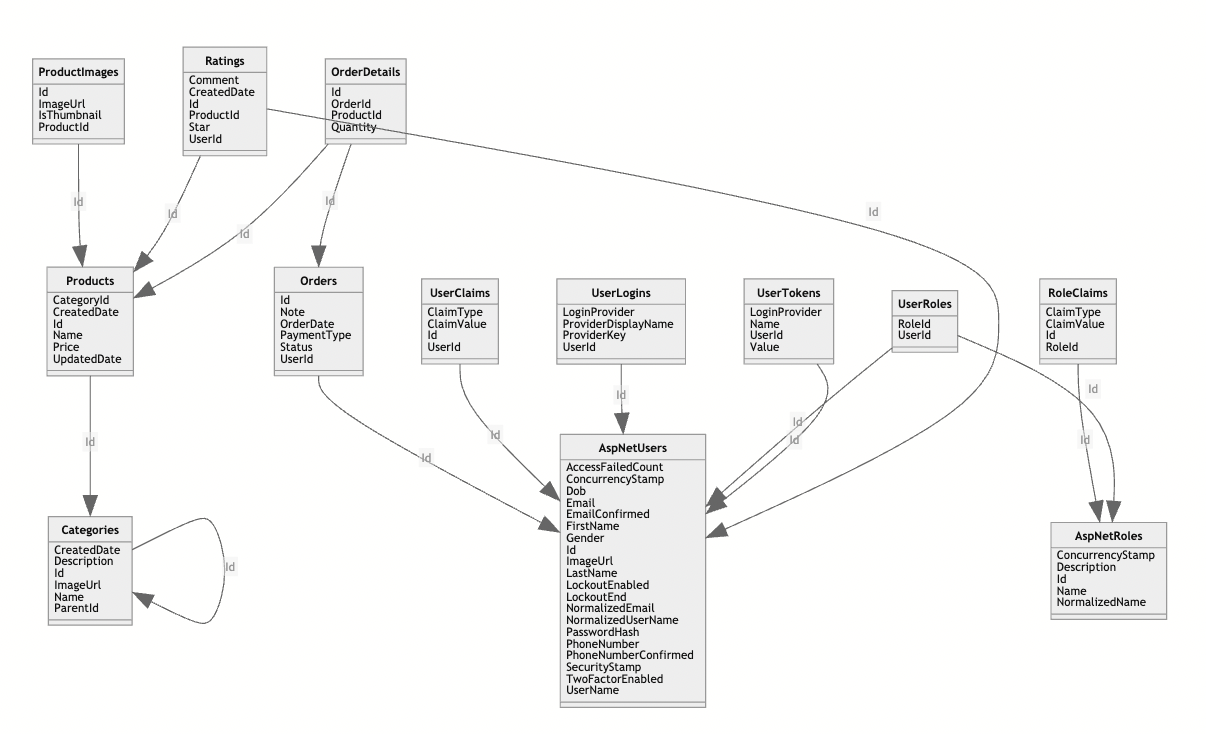 ProductImages
Id
ImageUrl
IsThumbnail
ProductId
Ratings
Comment
CreatedDate
Id
ProductId
Star
UserId
OrderDetails
Id
OrderId
ProductId
Quantity
Id
Id
Id
Id
Id
Products
CategoryId
CreatedDate
Id
Name
Price
UpdatedDate
Orders
Id
Note
OrderDate
PaymentType
Status
UserId
UserClaims
ClaimType
ClaimValue
Id
UserId
UserLogins
LoginProvider
ProviderDisplayName
ProviderKey
UserId
UserTokens
LoginProvider
Name
UserId
Value
UserRoles
RoleId
UserId
RoleClaims
ClaimType
ClaimValue
Id
RoleId
Id
Id
Id
Id
Id
Id
Id
Id
Categories
CreatedDate
Description
Id
ImageUrl
Name
ParentId
Id
AspNetUsers
AccessFailedCount
ConcurrencyStamp
Dob
Email
EmailConfirmed
FirstName
Gender
Id
ImageUrl
LastName
LockoutEnabled
LockoutEnd
NormalizedEmail
NormalizedUserName
PasswordHash
PhoneNumber
PhoneNumberConfirmed
SecurityStamp
TwoFactorEnabled
UserName
AspNetRoles
ConcurrencyStamp
Description
Id
Name
NormalizedName